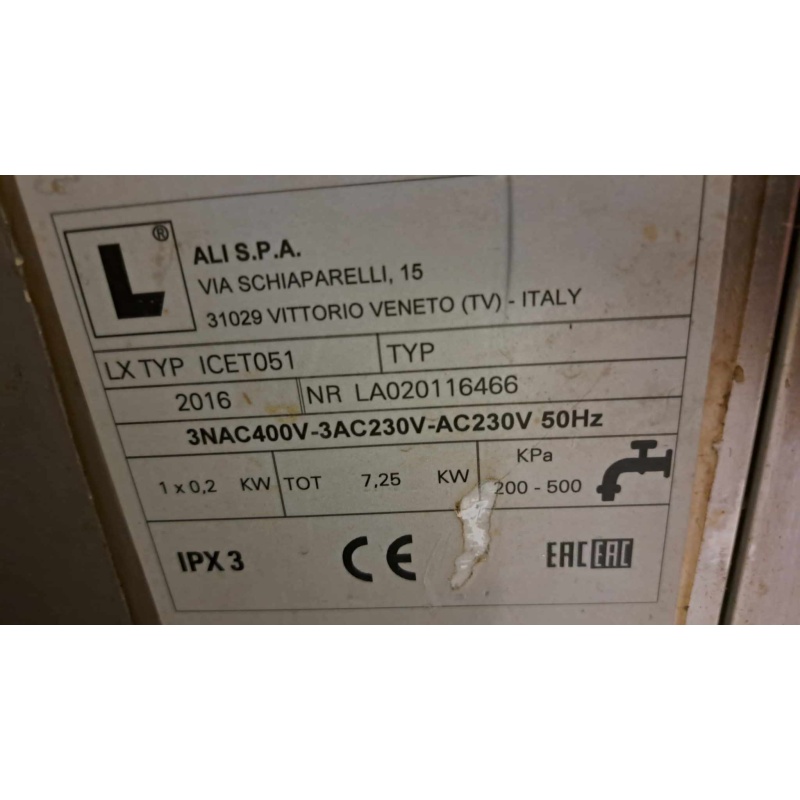 L®
ALI S.P.A.
VIA SCHIAPARELLI, 15
31029 VITTORIO VENETO (TV) - ITALY
LX TYP ICET051 TYP
2016 NR LA020116466
3NAC400V-3AC230V-AC230V 50Hz
1 x 0,2 KW TOT 7,25 KW KPa 200 - 500
IPX 3 CE EAC EAC